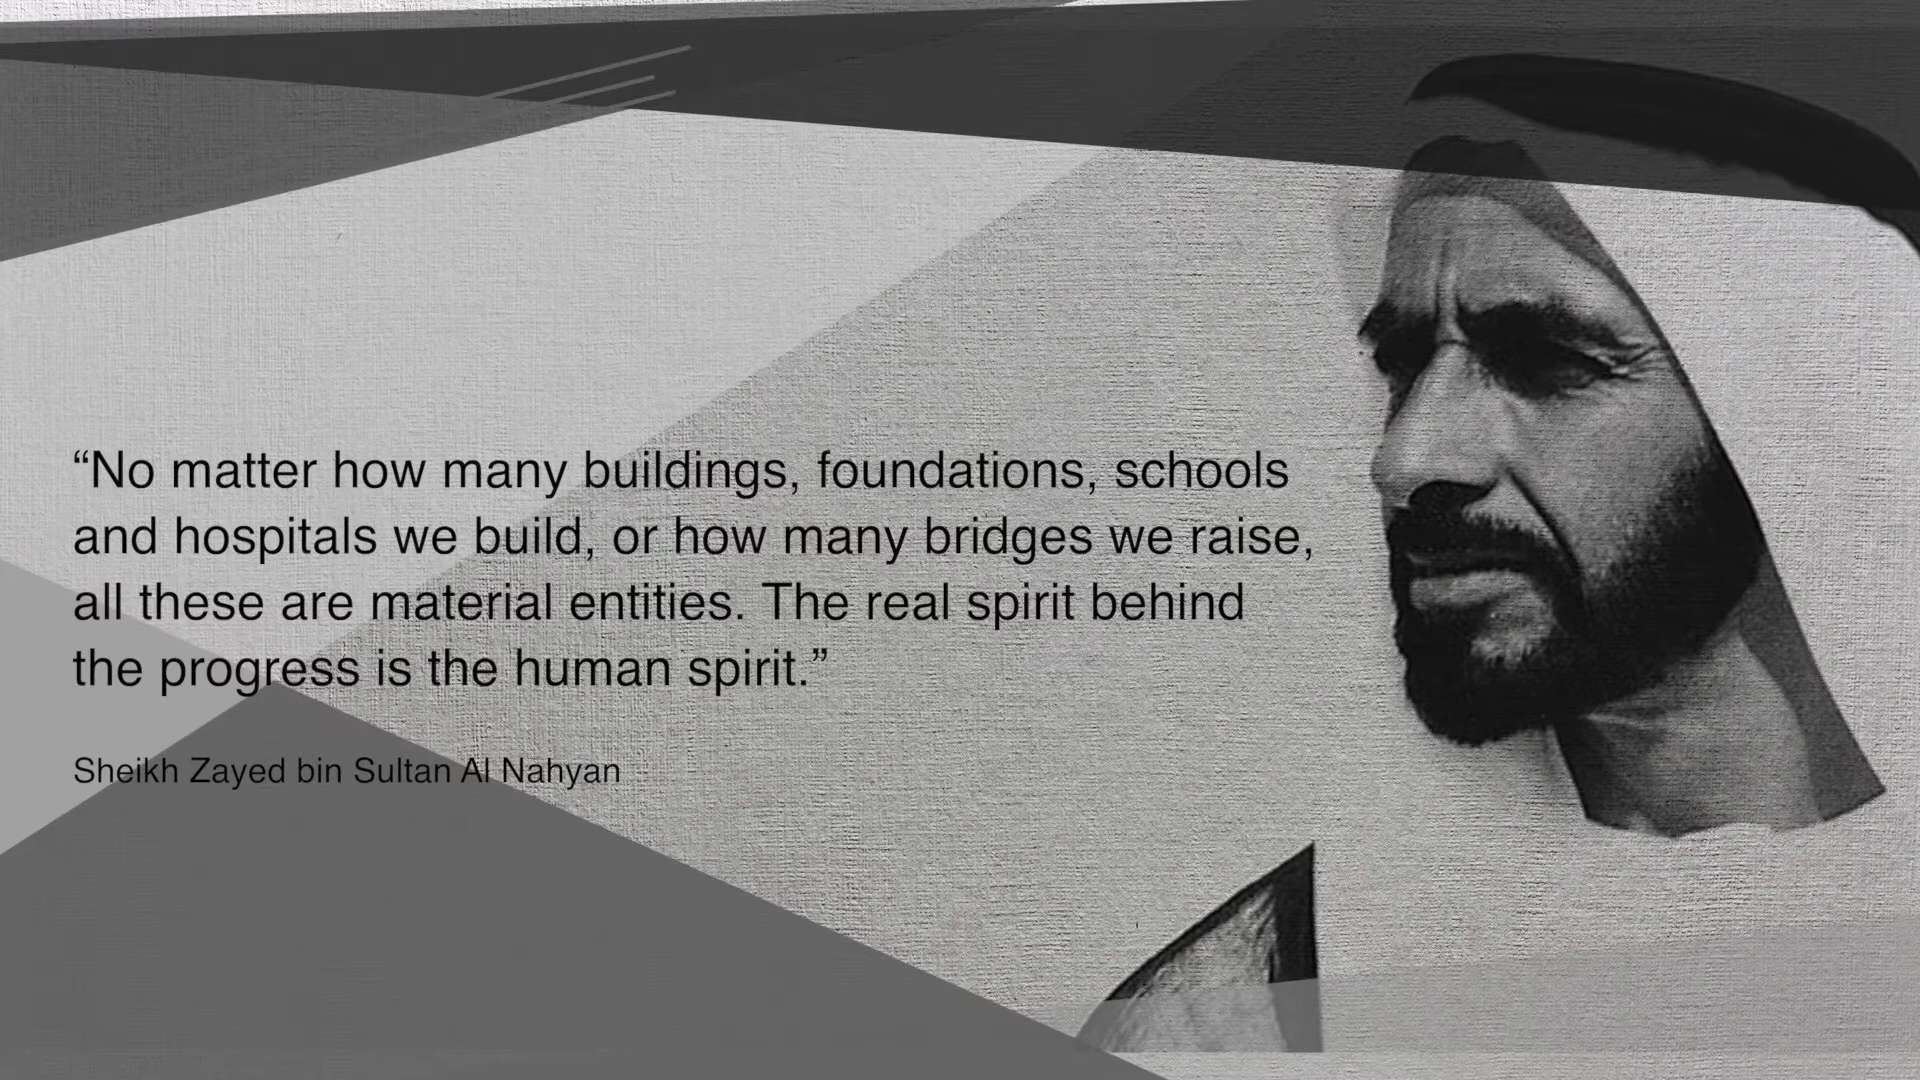 “No matter how many buildings, foundations, schools
and hospitals we build, or how many bridges we raise,
all these are material entities. The real spirit behind
the progress is the human spirit.”
Sheikh Zayed bin Sultan Al Nahyan